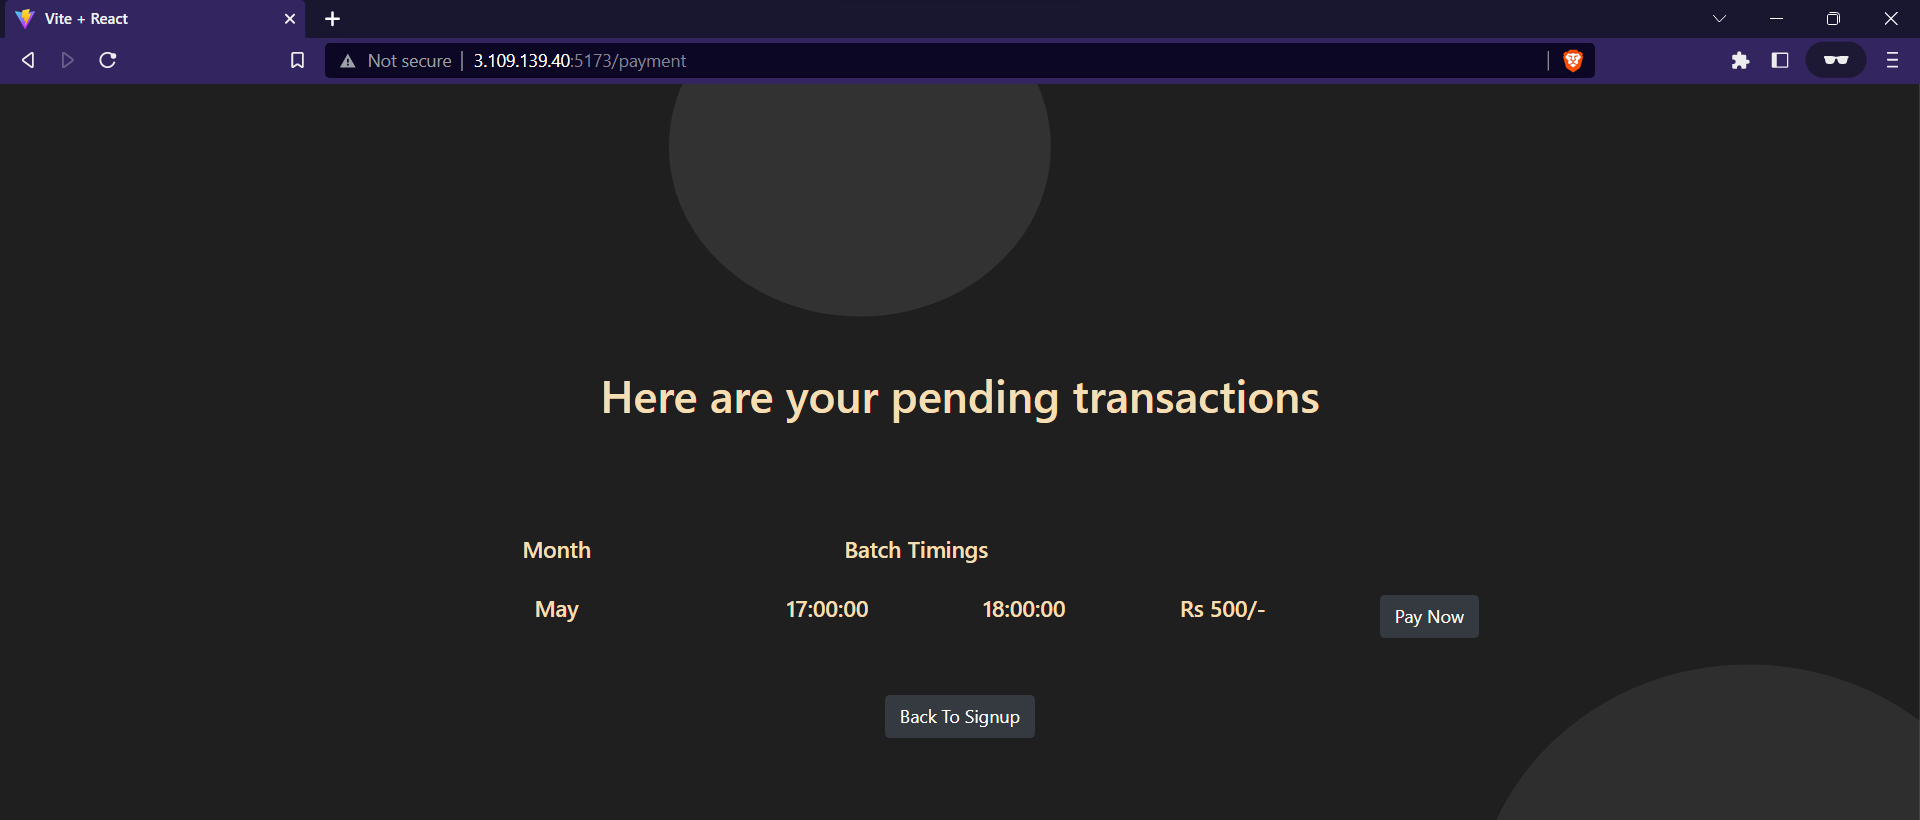 Vite + React
Not secure 3.109.139.40:5173/payment
Here are your pending transactions
Month Batch Timings
May 17:00:00 18:00:00 Rs 500/- Pay Now
Back To Signup